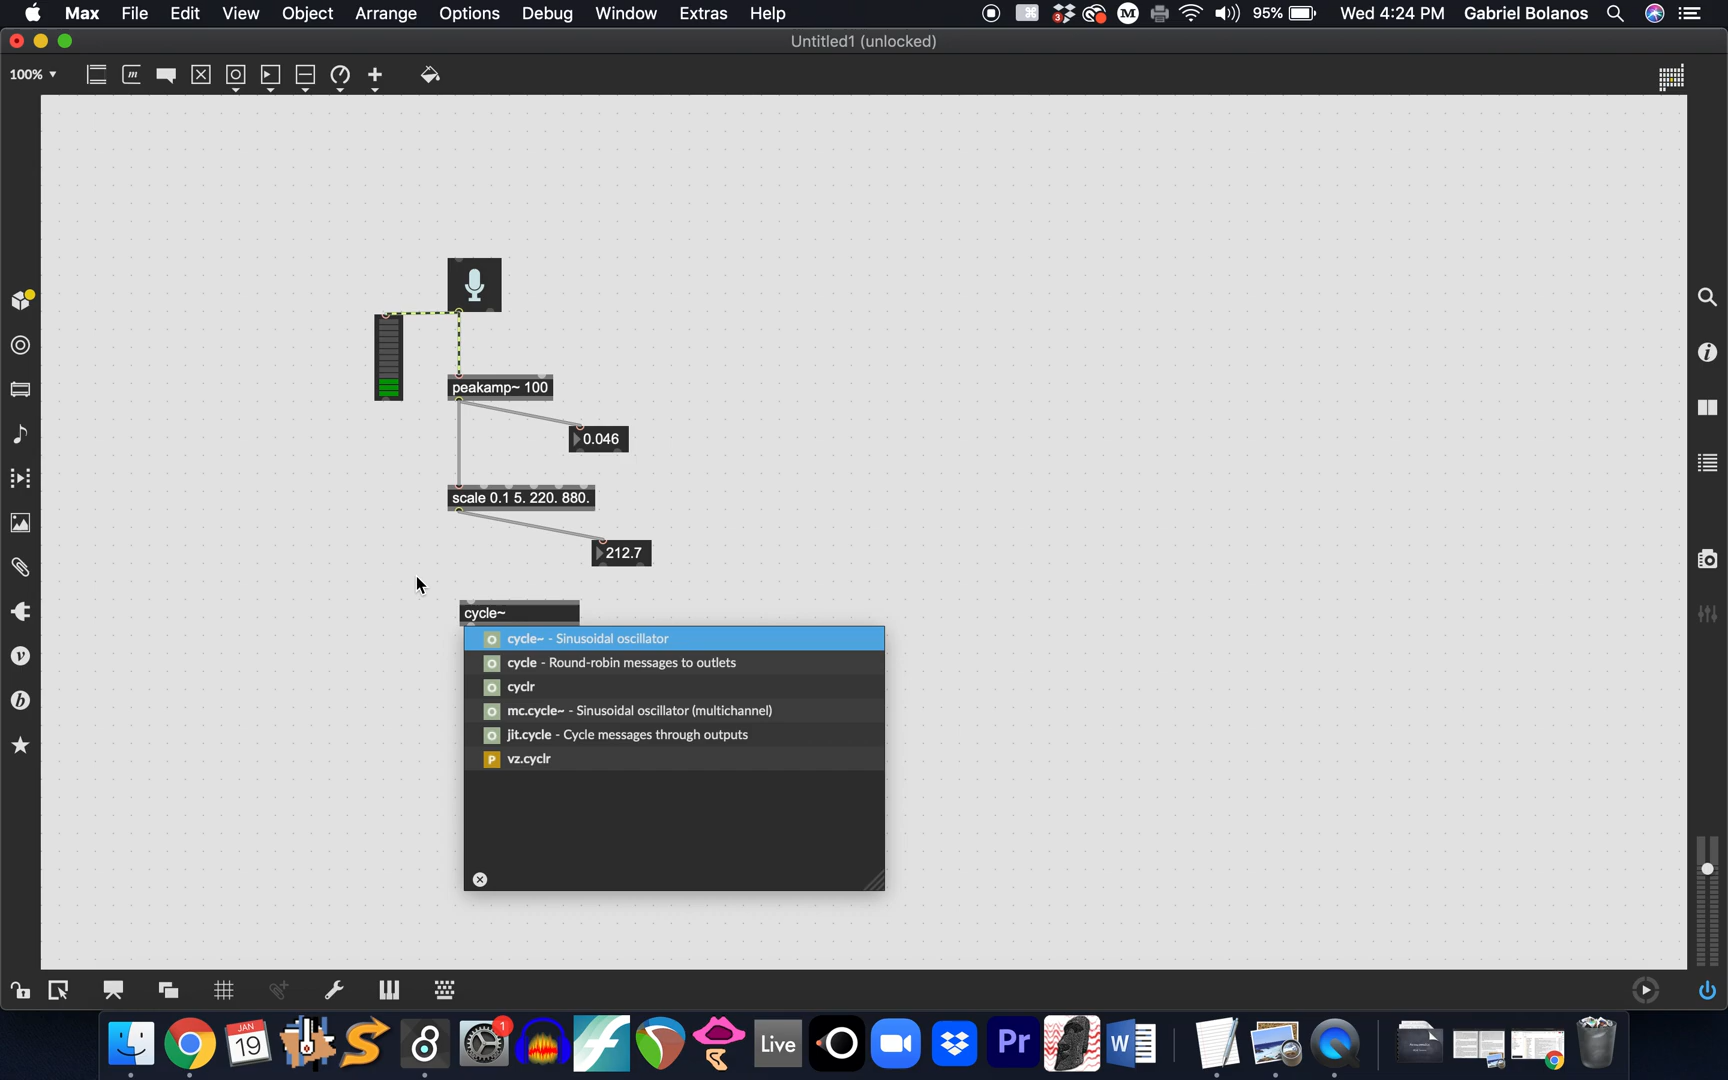 Max File Edit View Object Arrange Options Debug Window Extras Help
3 M 95% Wed 4:24 PM Gabriel Bolanos
Untitled1 (unlocked)
100%
m
peakamp~ 100
0.046
scale 0.1 5. 220. 880.
212.7
cycle~
O cycle~ - Sinusoidal oscillator
O cycle - Round-robin messages to outlets
O cyclr
O mc.cycle~ - Sinusoidal oscillator (multichannel)
O jit.cycle - Cycle messages through outputs
P vz.cyclr
v
b
i
JAN
19
8
1
Live
Pr
W